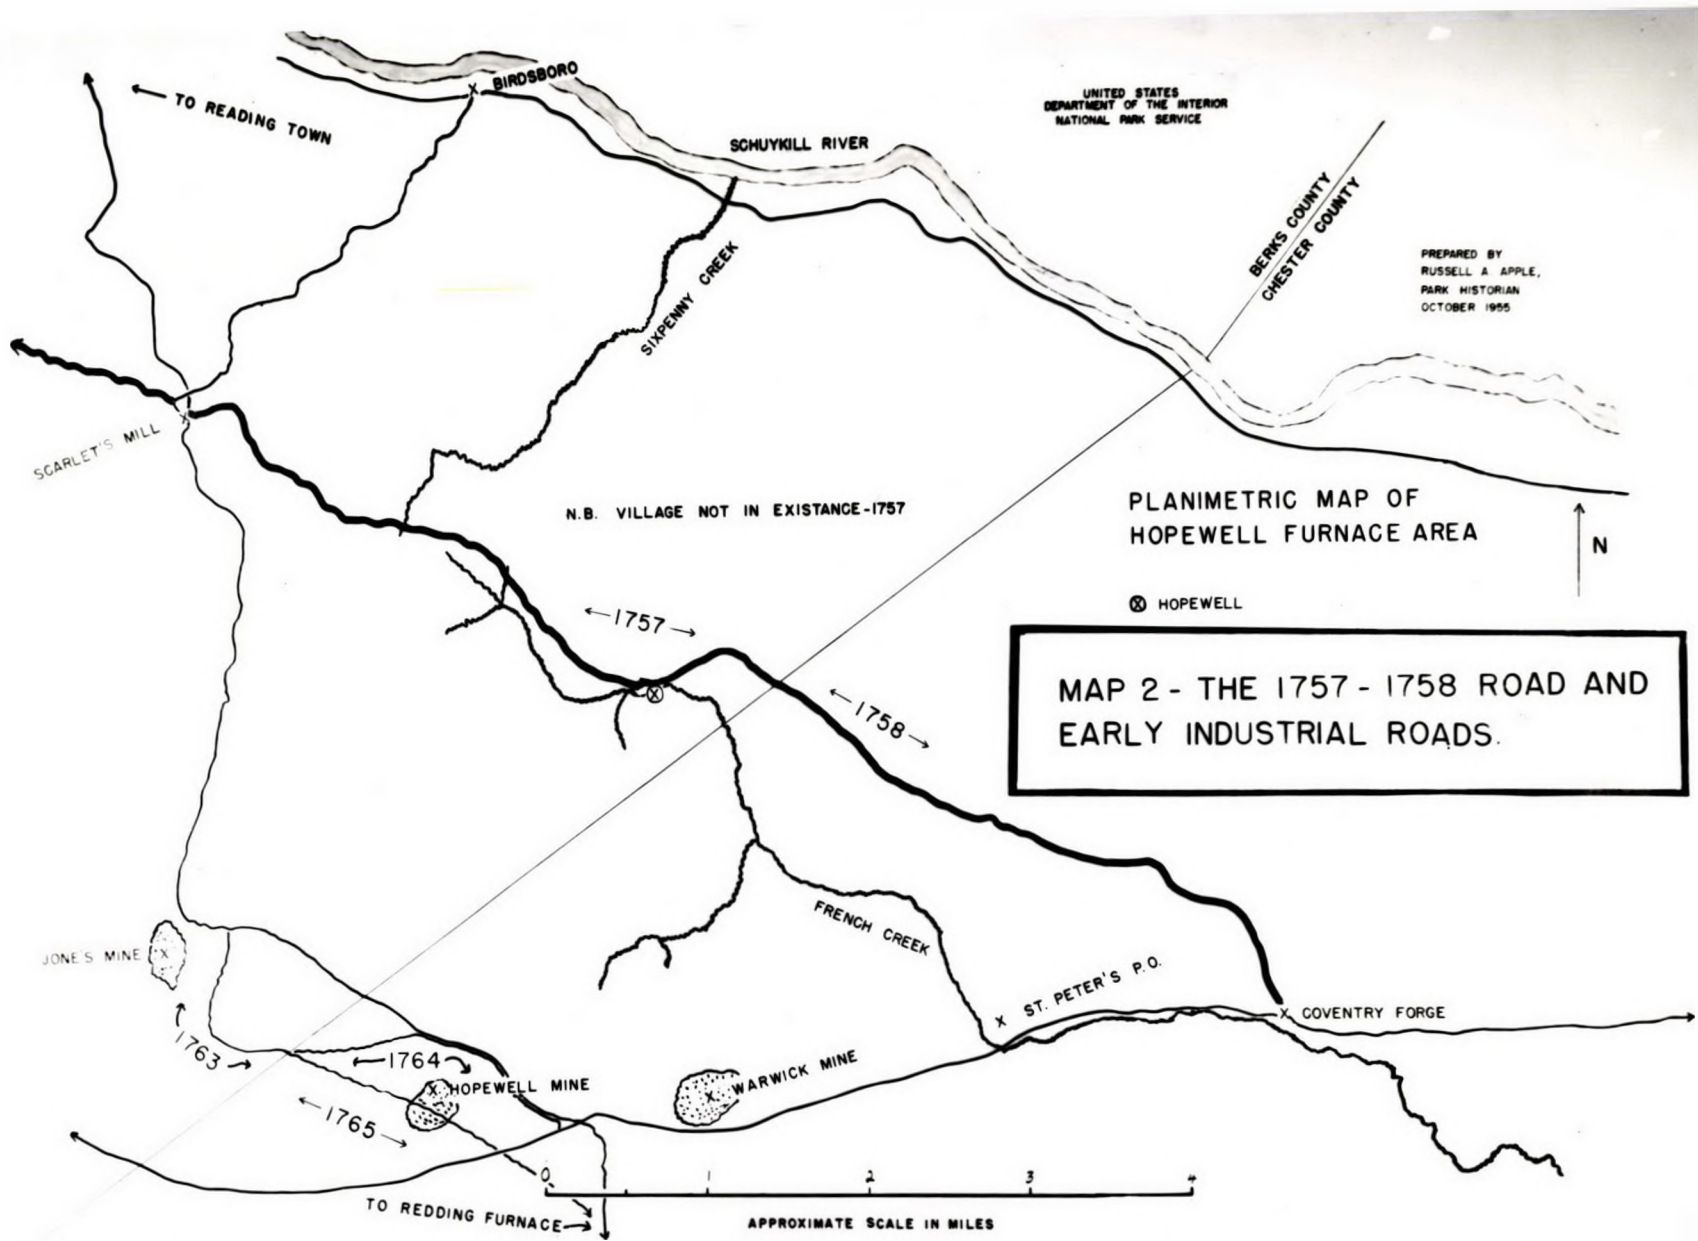 BIRDSBORO
← TO READING TOWN
SCHUYKILL RIVER
UNITED STATES
DEPARTMENT OF THE INTERIOR
NATIONAL PARK SERVICE
BERKS COUNTY
CHESTER COUNTY
PREPARED BY
RUSSELL A. APPLE,
PARK HISTORIAN
OCTOBER 1955
SIXPENNY CREEK
SCARLET'S MILL
N.B. VILLAGE NOT IN EXISTANCE-1757
PLANIMETRIC MAP OF
HOPEWELL FURNACE AREA
N
HOPEWELL
←1757→
MAP 2 - THE 1757 - 1758 ROAD AND
EARLY INDUSTRIAL ROADS.
←1758→
FRENCH CREEK
JONE'S MINE
ST. PETER'S P.O.
COVENTRY FORGE
1763
1764
HOPEWELL MINE
WARWICK MINE
←1765→
0 1 2 3 4
TO REDDING FURNACE→
APPROXIMATE SCALE IN MILES